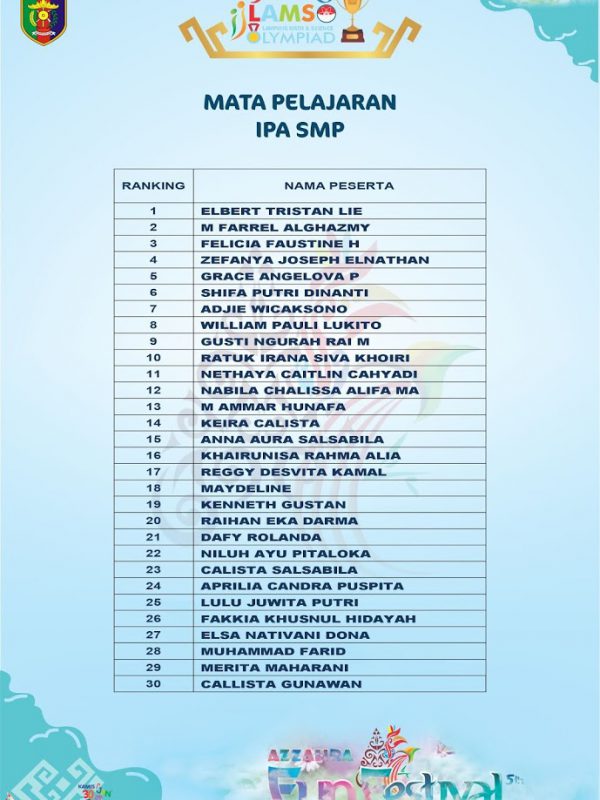 LAMSO
LAMPUNG MATH & SCIENCE
OLYMPIAD
MATA PELAJARAN
IPA SMP
RANKING NAMA PESERTA
1 ELBERT TRISTAN LIE
2 M FARREL ALGHAZMY
3 FELICIA FAUSTINE H
4 ZEFANYA JOSEPH ELNATHAN
5 GRACE ANGELOVA P
6 SHIFA PUTRI DINANTI
7 ADJIE WICAKSONO
8 WILLIAM PAULI LUKITO
9 GUSTI NGURAH RAI M
10 RATUK IRANA SIVA KHOIRI
11 NETHAYA CAITLIN CAHYADI
12 NABILA CHALISSA ALIFA MA
13 M AMMAR HUNAFA
14 KEIRA CALISTA
15 ANNA AURA SALSABILA
16 KHAIRUNISA RAHMA ALIA
17 REGGY DESVITA KAMAL
18 MAYDELINE
19 KENNETH GUSTAN
20 RAIHAN EKA DARMA
21 DAFY ROLANDA
22 NILUH AYU PITALOKA
23 CALISTA SALSABILA
24 APRILIA CANDRA PUSPITA
25 LULU JUWITA PUTRI
26 FAKKIA KHUSNUL HIDAYAH
27 ELSA NATIVANI DONA
28 MUHAMMAD FARID
29 MERITA MAHARANI
30 CALLISTA GUNAWAN
AZZAHRA
Fun Festival 5th
KAMIS
30 JUN